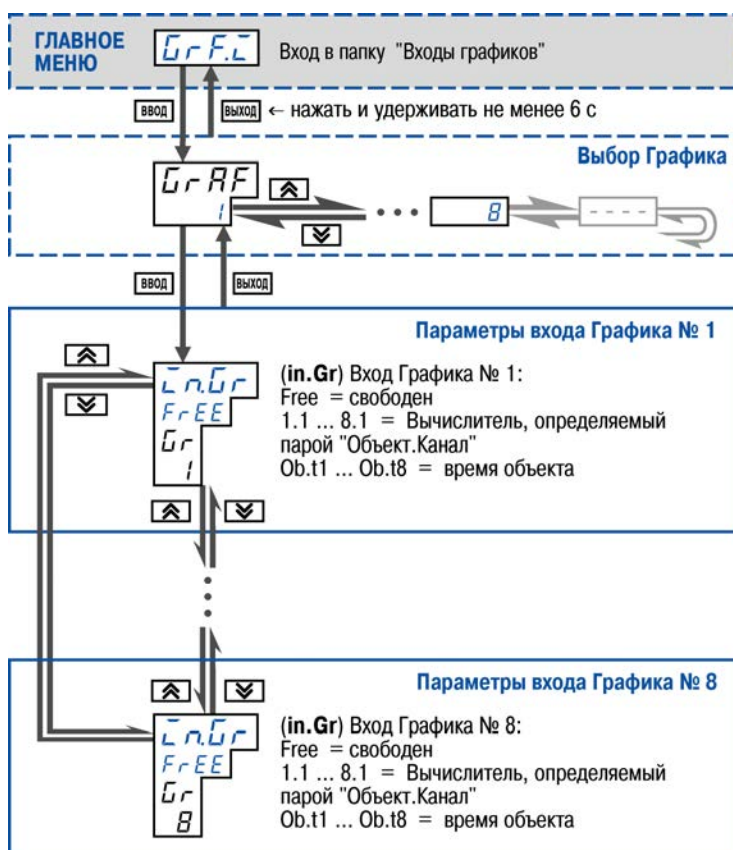 ГЛАВНОЕ
МЕНЮ
GrF.i
Вход в папку "Входы графиков"
ВВОД
ВЫХОД
← нажать и удерживать не менее 6 с
Выбор Графика
GrAF
1
• • •
8
- - - -
ВВОД
ВЫХОД
Параметры входа Графика № 1
in.Gr
FrEE
Gr
1
(in.Gr) Вход Графика № 1:
Free = свободен
1.1 ... 8.1 = Вычислитель, определяемый
парой "Объект.Канал"
Ob.t1 ... Ob.t8 = время объекта
Параметры входа Графика № 8
in.Gr
FrEE
Gr
8
(in.Gr) Вход Графика № 8:
Free = свободен
1.1 ... 8.1 = Вычислитель, определяемый
парой "Объект.Канал"
Ob.t1 ... Ob.t8 = время объекта